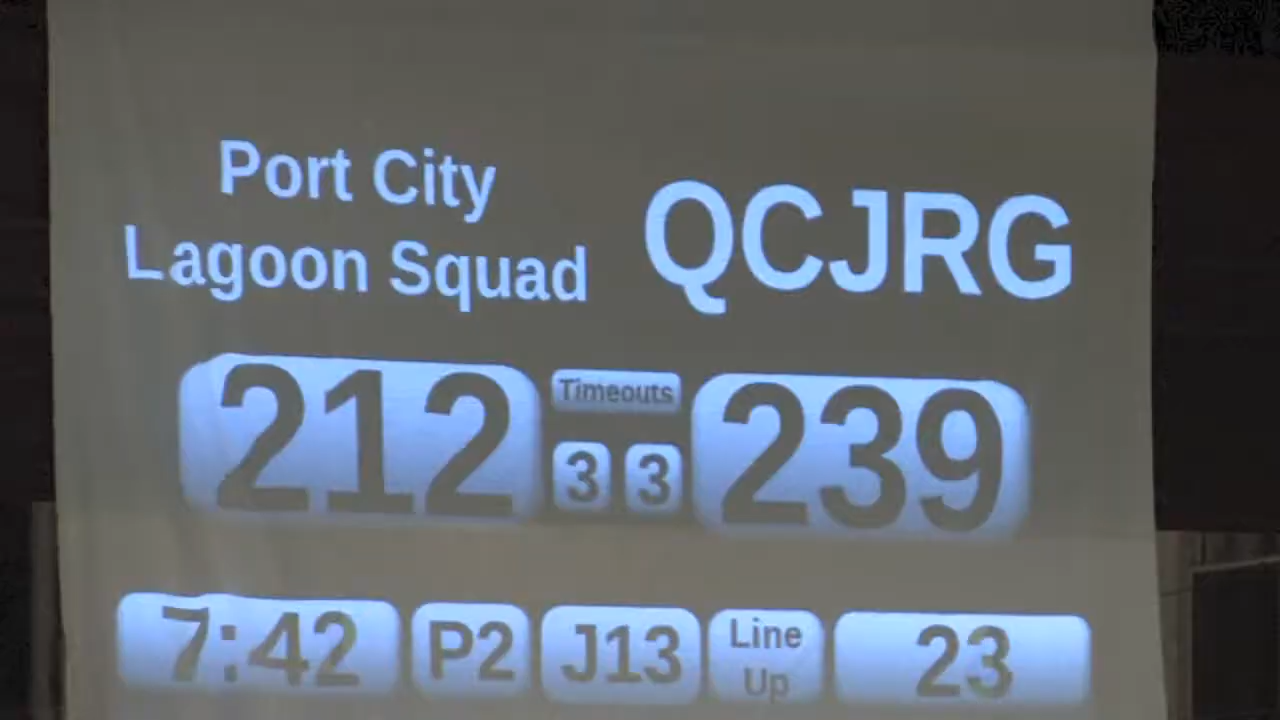 Port City
Lagoon Squad
QCJRG
212
Timeouts
3 3
239
7:42
P2
J13
Line
Up
23